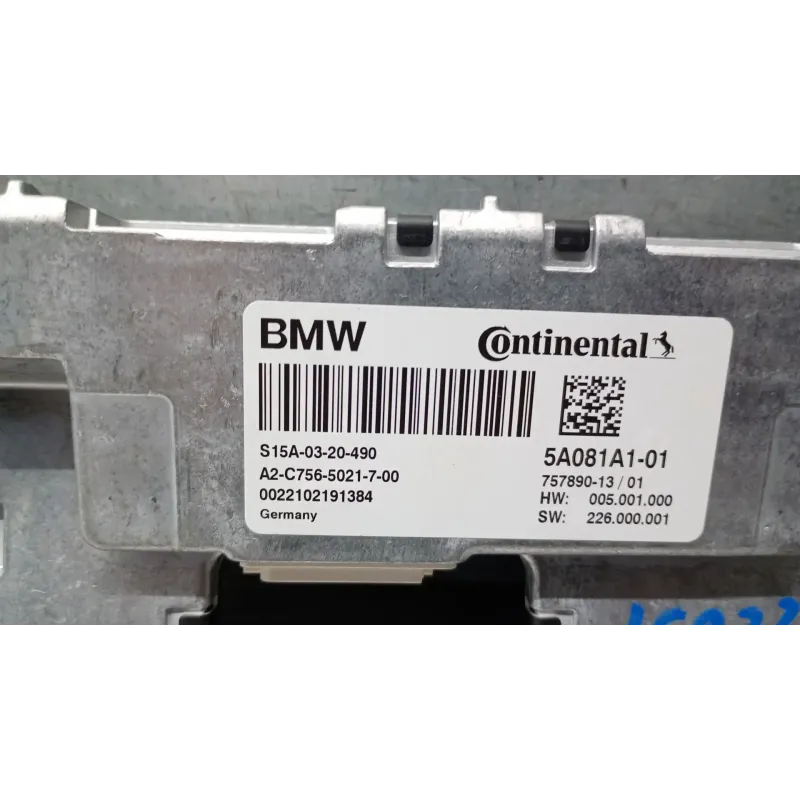 BMW
Continental
S15A-03-20-490
A2-C756-5021-7-00
0022102191384
Germany
5A081A1-01
757890-13 / 01
HW: 005.001.000
SW: 226.000.001